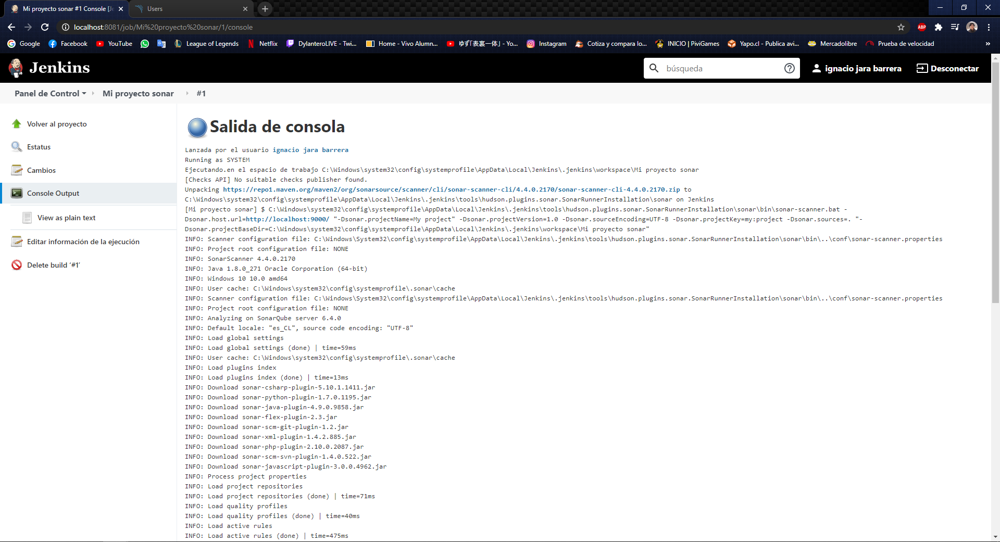 Mi proyecto sonar #1 Console [Je
Users
localhost:8081/job/Mi%20proyecto%20sonar/1/console
ABP
Google
Facebook
YouTube
League of Legends
Netflix
DylanteroLIVE - Twi...
Home - Vivo Alumn...
ゆず「表裏一体」 - Yo...
Instagram
Cotiza y compara lo...
INICIO | PiviGames
Yapo.cl - Publica avi...
Mercadolibre
Prueba de velocidad
»
Jenkins
búsqueda
ignacio jara barrera
Desconectar
Panel de Control
Mi proyecto sonar
#1
Volver al proyecto
Estatus
Cambios
Console Output
View as plain text
Editar información de la ejecución
Delete build ‘#1’
Salida de consola
Lanzada por el usuario ignacio jara barrera
Running as SYSTEM
Ejecutando.en el espacio de trabajo C:\Windows\system32\config\systemprofile\AppData\Local\Jenkins\.jenkins\workspace\Mi proyecto sonar
[Checks API] No suitable checks publisher found.
Unpacking https://repo1.maven.org/maven2/org/sonarsource/scanner/cli/sonar-scanner-cli/4.4.0.2170/sonar-scanner-cli-4.4.0.2170.zip to
C:\Windows\system32\config\systemprofile\AppData\Local\Jenkins\.jenkins\tools\hudson.plugins.sonar.SonarRunnerInstallation\sonar on Jenkins
[Mi proyecto sonar] $ C:\Windows\system32\config\systemprofile\AppData\Local\Jenkins\.jenkins\tools\hudson.plugins.sonar.SonarRunnerInstallation\sonar\bin\sonar-scanner.bat -
Dsonar.host.url=http://localhost:9000/ "-Dsonar.projectName=My project" -Dsonar.projectVersion=1.0 -Dsonar.sourceEncoding=UTF-8 -Dsonar.projectKey=my:project -Dsonar.sources=. "-
Dsonar.projectBaseDir=C:\Windows\system32\config\systemprofile\AppData\Local\Jenkins\.jenkins\workspace\Mi proyecto sonar"
INFO: Scanner configuration file: C:\Windows\System32\config\systemprofile\AppData\Local\Jenkins\.jenkins\tools\hudson.plugins.sonar.SonarRunnerInstallation\sonar\bin\..\conf\sonar-scanner.properties
INFO: Project root configuration file: NONE
INFO: SonarScanner 4.4.0.2170
INFO: Java 1.8.0_271 Oracle Corporation (64-bit)
INFO: Windows 10 10.0 amd64
INFO: User cache: C:\Windows\system32\config\systemprofile\.sonar\cache
INFO: Scanner configuration file: C:\Windows\System32\config\systemprofile\AppData\Local\Jenkins\.jenkins\tools\hudson.plugins.sonar.SonarRunnerInstallation\sonar\bin\..\conf\sonar-scanner.properties
INFO: Project root configuration file: NONE
INFO: Analyzing on SonarQube server 6.4.0
INFO: Default locale: "es_CL", source code encoding: "UTF-8"
INFO: Load global settings
INFO: Load global settings (done) | time=59ms
INFO: User cache: C:\Windows\system32\config\systemprofile\.sonar\cache
INFO: Load plugins index
INFO: Load plugins index (done) | time=13ms
INFO: Download sonar-csharp-plugin-5.10.1.1411.jar
INFO: Download sonar-python-plugin-1.7.0.1195.jar
INFO: Download sonar-java-plugin-4.9.0.9858.jar
INFO: Download sonar-flex-plugin-2.3.jar
INFO: Download sonar-scm-git-plugin-1.2.jar
INFO: Download sonar-xml-plugin-1.4.2.885.jar
INFO: Download sonar-php-plugin-2.10.0.2087.jar
INFO: Download sonar-scm-svn-plugin-1.4.0.522.jar
INFO: Download sonar-javascript-plugin-3.0.0.4962.jar
INFO: Process project properties
INFO: Load project repositories
INFO: Load project repositories (done) | time=71ms
INFO: Load quality profiles
INFO: Load quality profiles (done) | time=40ms
INFO: Load active rules
INFO: Load active rules (done) | time=475ms